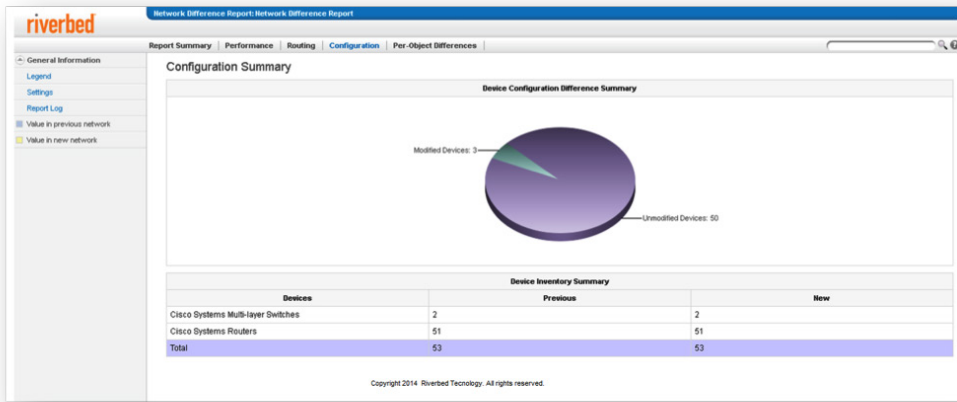 riverbed
Network Difference Report: Network Difference Report
Report Summary | Performance | Routing | Configuration | Per-Object Differences |
General Information
Legend
Settings
Report Log
Value in previous network
Value in new network
Configuration Summary
Device Configuration Difference Summary
Modified Devices: 3
Unmodified Devices: 50
Device Inventory Summary
Devices Previous New
Cisco Systems Multi-layer Switches 2 2
Cisco Systems Routers 51 51
Total 53 53
Copyright 2014 Riverbed Tecnology. All rights reserved.